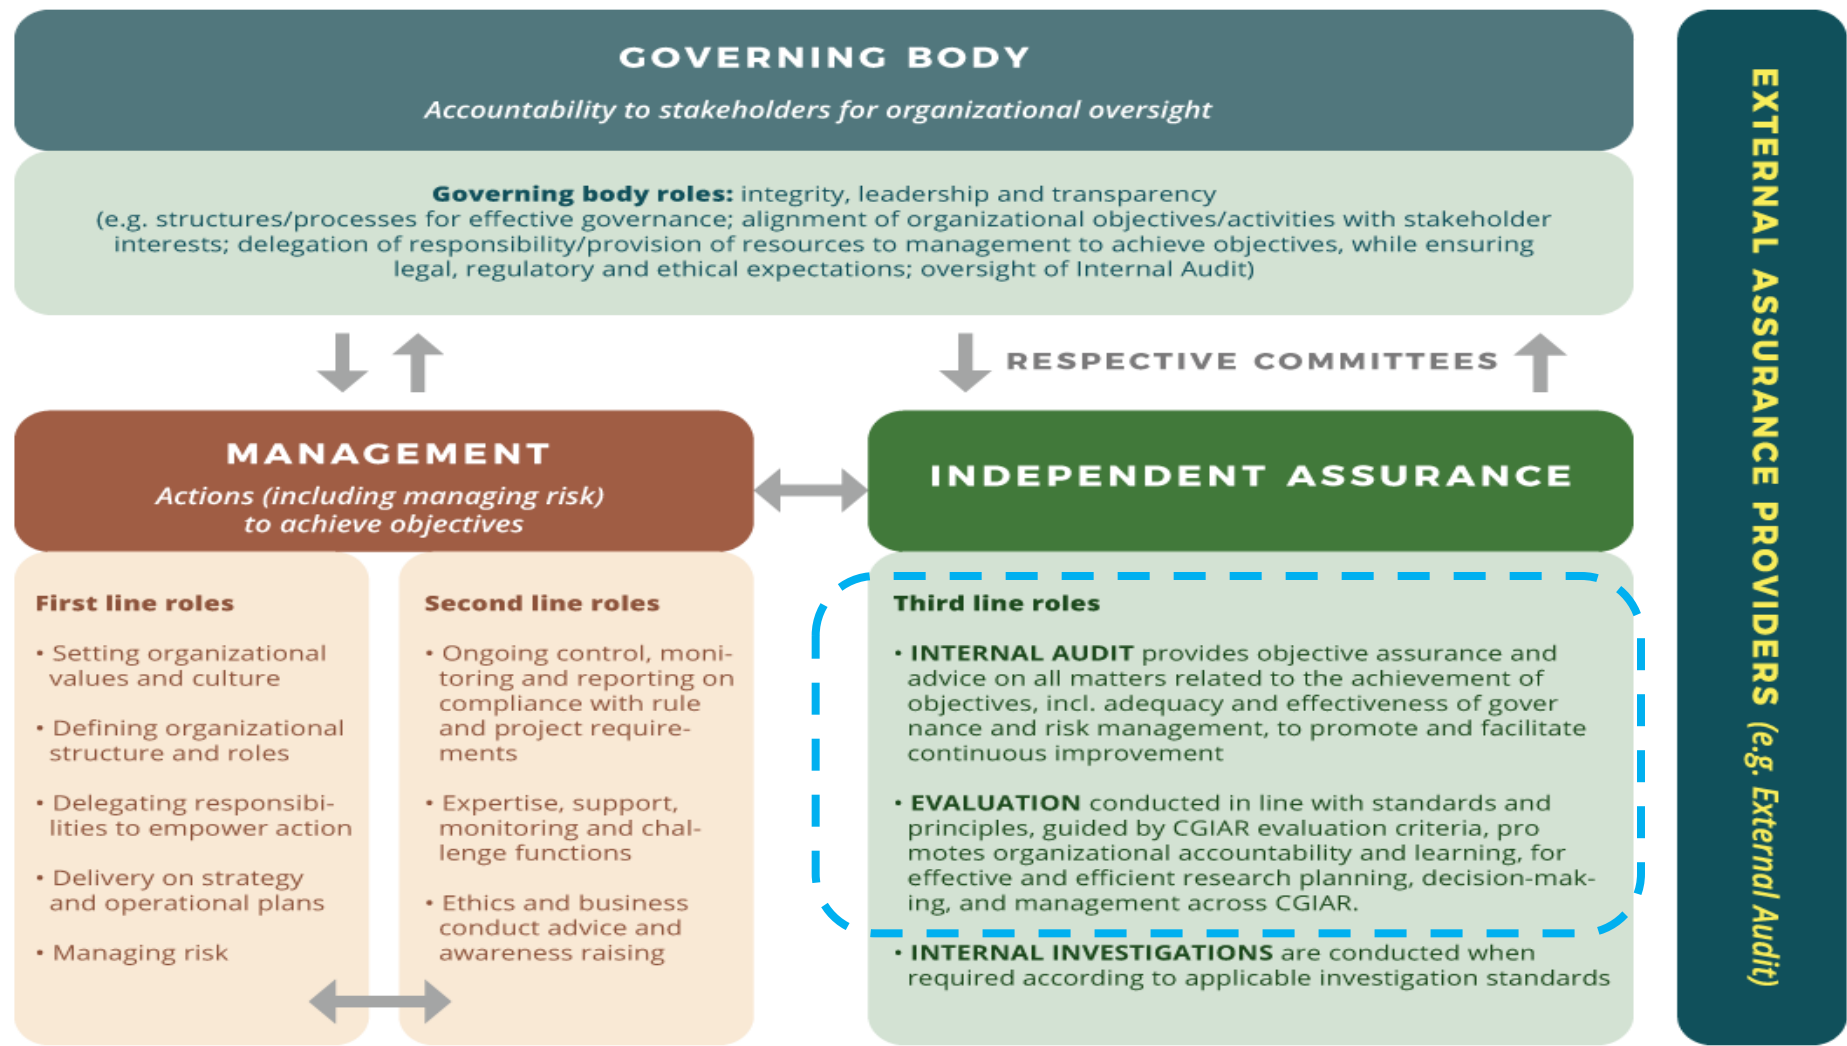 GOVERNING BODY
Accountability to stakeholders for organizational oversight
Governing body roles: integrity, leadership and transparency
(e.g. structures/processes for effective governance; alignment of organizational objectives/activities with stakeholder
interests; delegation of responsibility/provision of resources to management to achieve objectives, while ensuring
legal, regulatory and ethical expectations; oversight of Internal Audit)
RESPECTIVE COMMITTEES
MANAGEMENT
Actions (including managing risk)
to achieve objectives
INDEPENDENT ASSURANCE
First line roles
• Setting organizational
values and culture
• Defining organizational
structure and roles
• Delegating responsibi-
lities to empower action
• Delivery on strategy
and operational plans
• Managing risk
Second line roles
• Ongoing control, moni-
toring and reporting on
compliance with rule
and project require-
ments
• Expertise, support,
monitoring and chal-
lenge functions
• Ethics and business
conduct advice and
awareness raising
Third line roles
• INTERNAL AUDIT provides objective assurance and
advice on all matters related to the achievement of
objectives, incl. adequacy and effectiveness of gover
nance and risk management, to promote and facilitate
continuous improvement
• EVALUATION conducted in line with standards and
principles, guided by CGIAR evaluation criteria, pro
motes organizational accountability and learning, for
effective and efficient research planning, decision-mak-
ing, and management across CGIAR.
• INTERNAL INVESTIGATIONS are conducted when
required according to applicable investigation standards
EXTERNAL ASSURANCE PROVIDERS (e.g. External Audit)